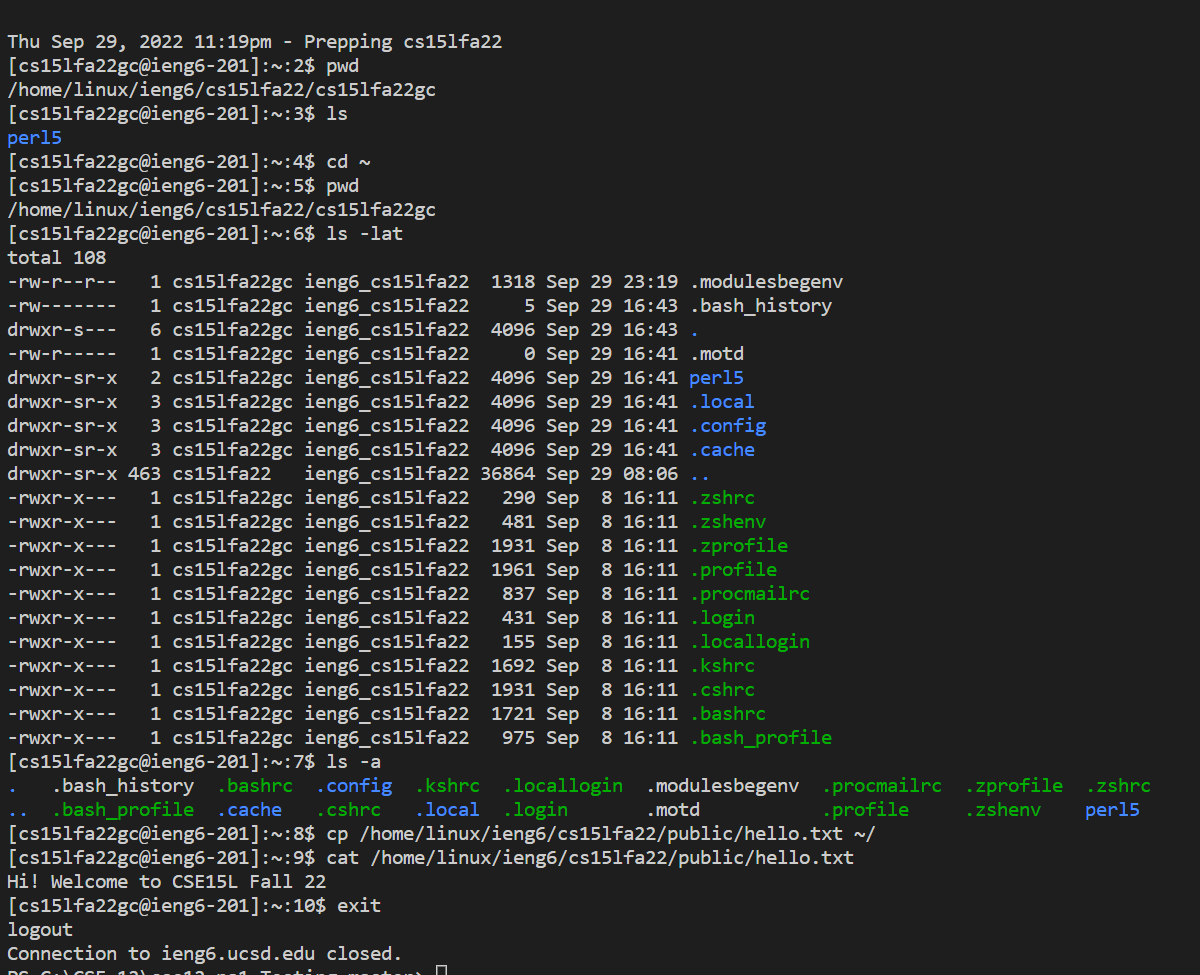 Thu Sep 29, 2022 11:19pm - Prepping cs15lfa22
[cs15lfa22gc@ieng6-201]:~:2$ pwd
/home/linux/ieng6/cs15lfa22/cs15lfa22gc
[cs15lfa22gc@ieng6-201]:~:3$ ls
perl5
[cs15lfa22gc@ieng6-201]:~:4$ cd ~
[cs15lfa22gc@ieng6-201]:~:5$ pwd
/home/linux/ieng6/cs15lfa22/cs15lfa22gc
[cs15lfa22gc@ieng6-201]:~:6$ ls -lat
total 108
-rw-r--r--   1 cs15lfa22gc ieng6_cs15lfa22  1318 Sep 29 23:19 .modulesbegenv
-rw-------   1 cs15lfa22gc ieng6_cs15lfa22     5 Sep 29 16:43 .bash_history
drwxr-s---   6 cs15lfa22gc ieng6_cs15lfa22  4096 Sep 29 16:43 .
-rw-r-----   1 cs15lfa22gc ieng6_cs15lfa22     0 Sep 29 16:41 .motd
drwxr-sr-x   2 cs15lfa22gc ieng6_cs15lfa22  4096 Sep 29 16:41 perl5
drwxr-sr-x   3 cs15lfa22gc ieng6_cs15lfa22  4096 Sep 29 16:41 .local
drwxr-sr-x   3 cs15lfa22gc ieng6_cs15lfa22  4096 Sep 29 16:41 .config
drwxr-sr-x   3 cs15lfa22gc ieng6_cs15lfa22  4096 Sep 29 16:41 .cache
drwxr-sr-x 463 cs15lfa22   ieng6_cs15lfa22 36864 Sep 29 08:06 ..
-rwxr-x---   1 cs15lfa22gc ieng6_cs15lfa22   290 Sep  8 16:11 .zshrc
-rwxr-x---   1 cs15lfa22gc ieng6_cs15lfa22   481 Sep  8 16:11 .zshenv
-rwxr-x---   1 cs15lfa22gc ieng6_cs15lfa22  1931 Sep  8 16:11 .zprofile
-rwxr-x---   1 cs15lfa22gc ieng6_cs15lfa22  1961 Sep  8 16:11 .profile
-rwxr-x---   1 cs15lfa22gc ieng6_cs15lfa22   837 Sep  8 16:11 .procmailrc
-rwxr-x---   1 cs15lfa22gc ieng6_cs15lfa22   431 Sep  8 16:11 .login
-rwxr-x---   1 cs15lfa22gc ieng6_cs15lfa22   155 Sep  8 16:11 .locallogin
-rwxr-x---   1 cs15lfa22gc ieng6_cs15lfa22  1692 Sep  8 16:11 .kshrc
-rwxr-x---   1 cs15lfa22gc ieng6_cs15lfa22  1931 Sep  8 16:11 .cshrc
-rwxr-x---   1 cs15lfa22gc ieng6_cs15lfa22  1721 Sep  8 16:11 .bashrc
-rwxr-x---   1 cs15lfa22gc ieng6_cs15lfa22   975 Sep  8 16:11 .bash_profile
[cs15lfa22gc@ieng6-201]:~:7$ ls -a
.   .bash_history  .bashrc  .config  .kshrc  .locallogin  .modulesbegenv  .procmailrc  .zprofile  .zshrc
..  .bash_profile  .cache   .cshrc   .local  .login       .motd           .profile     .zshenv    perl5
[cs15lfa22gc@ieng6-201]:~:8$ cp /home/linux/ieng6/cs15lfa22/public/hello.txt ~/
[cs15lfa22gc@ieng6-201]:~:9$ cat /home/linux/ieng6/cs15lfa22/public/hello.txt
Hi! Welcome to CSE15L Fall 22
[cs15lfa22gc@ieng6-201]:~:10$ exit
logout
Connection to ieng6.ucsd.edu closed.